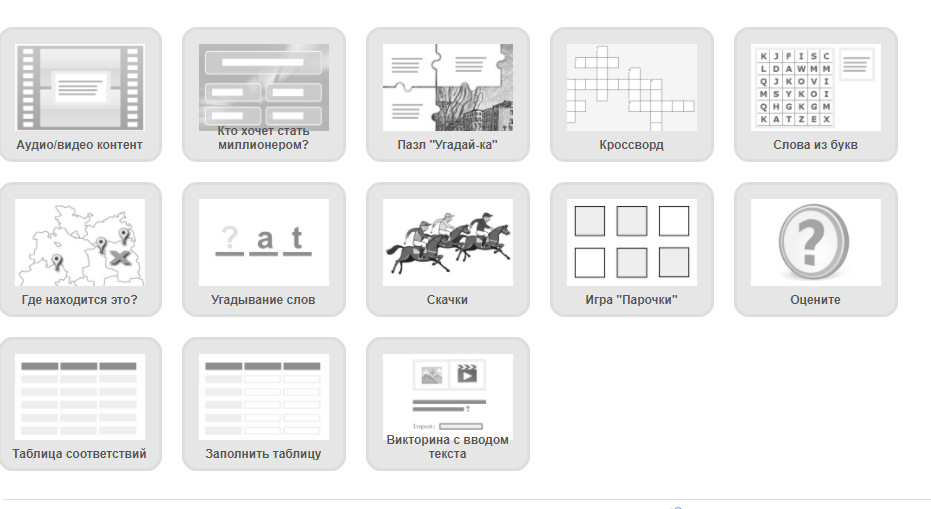 Аудио/видео контент
Кто хочет стать
миллионером?
Пазл "Угадай-ка"
Кроссворд
K J F I S C
L D A W M M
Q J K O V I
M S Y K O I
Q H G K G M
K A T Z E X
Слова из букв
Где находится это?
? a t
Угадывание слов
Скачки
Игра "Парочки"
?
Оцените
Таблица соответствий
Заполнить таблицу
?
Input:
Викторина с вводом
текста